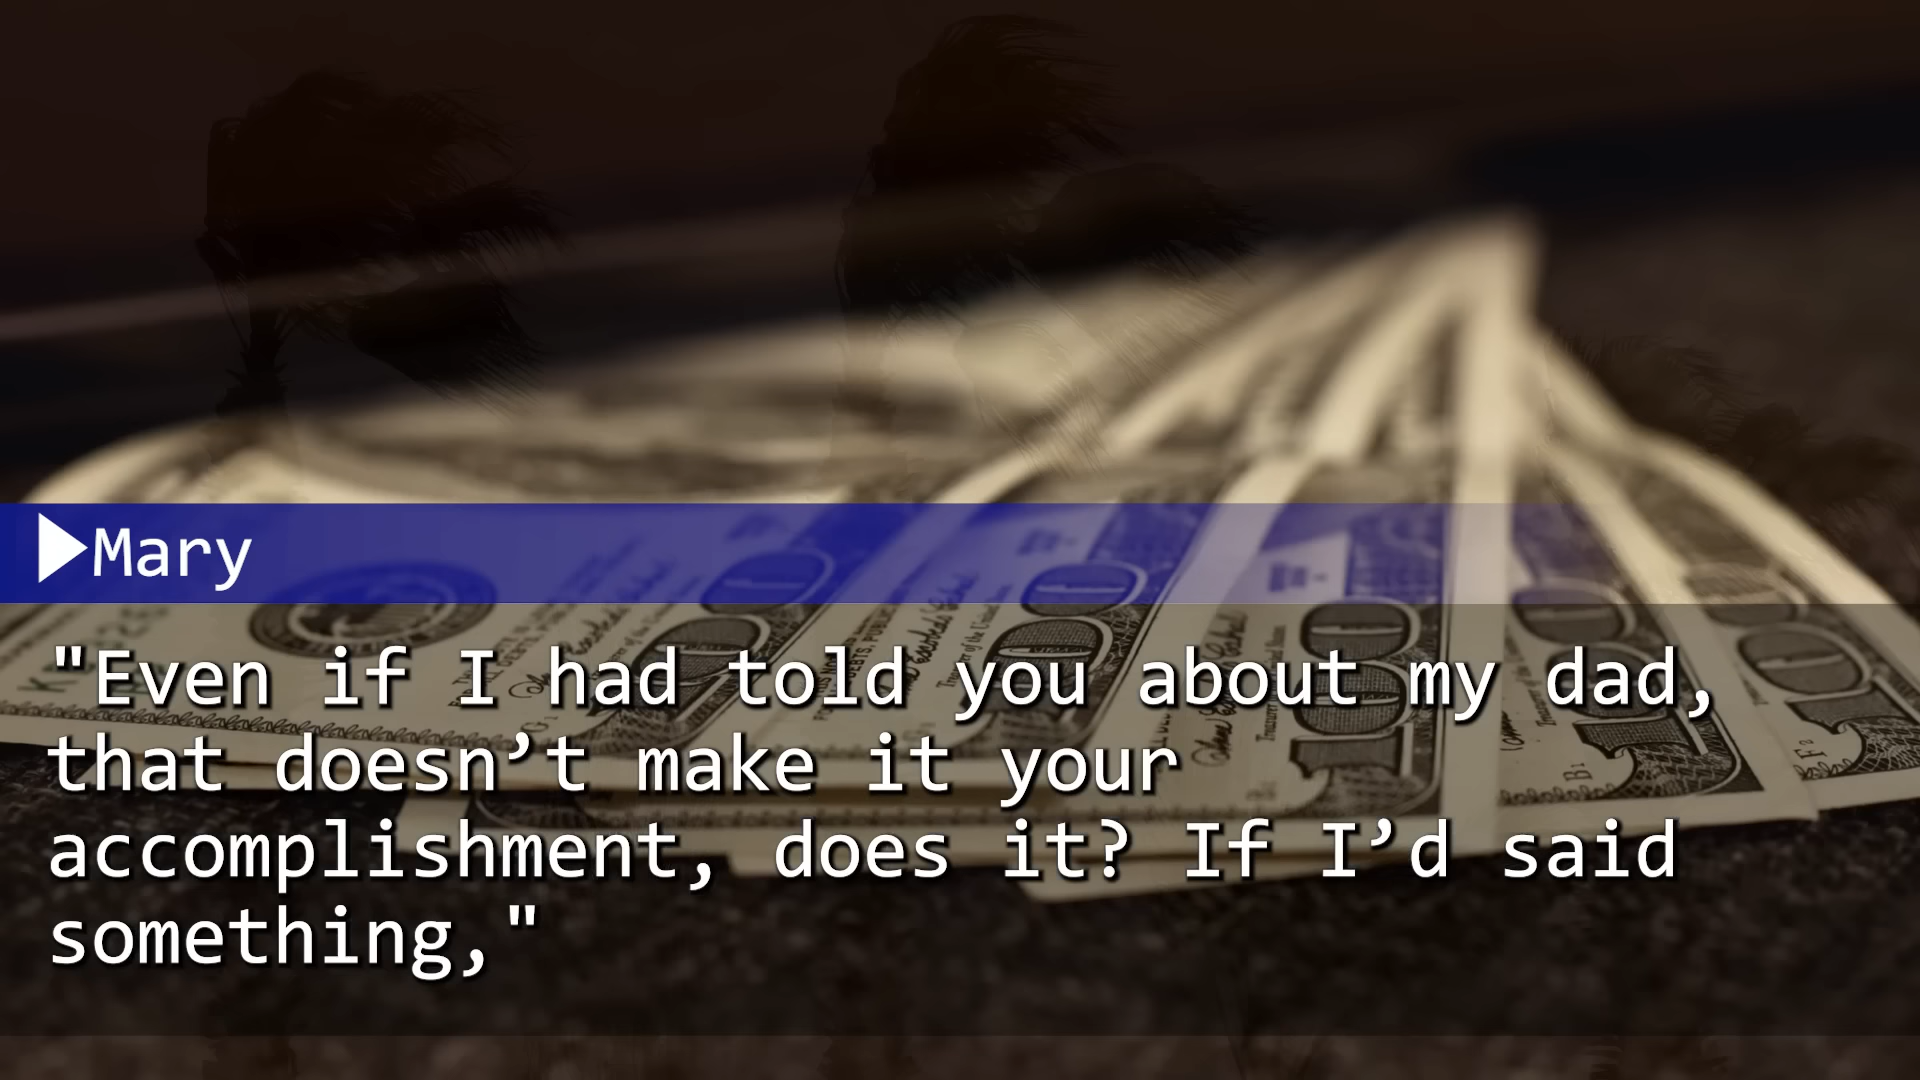 Mary
"Even if I had told you about my dad,
that doesn’t make it your
accomplishment, does it? If I’d said
something,"
100